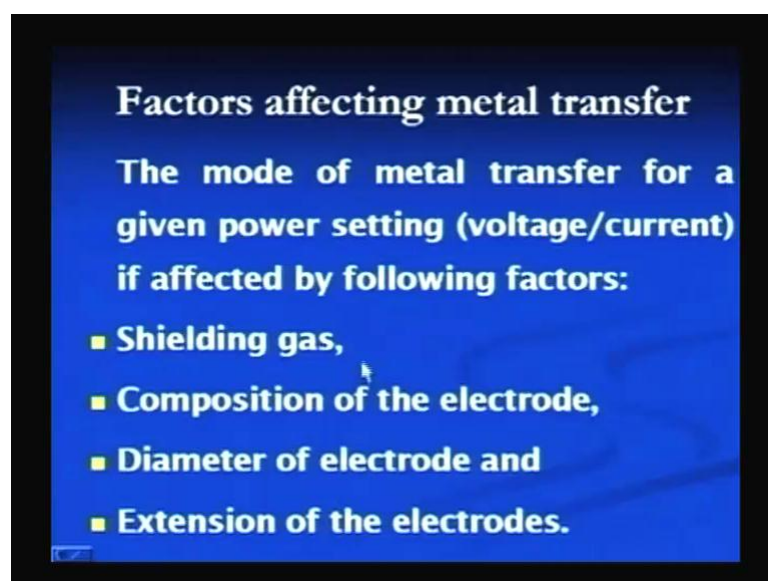 Factors affecting metal transfer
The mode of metal transfer for a
given power setting (voltage/current)
if affected by following factors:
Shielding gas,
Composition of the electrode,
Diameter of electrode and
Extension of the electrodes.